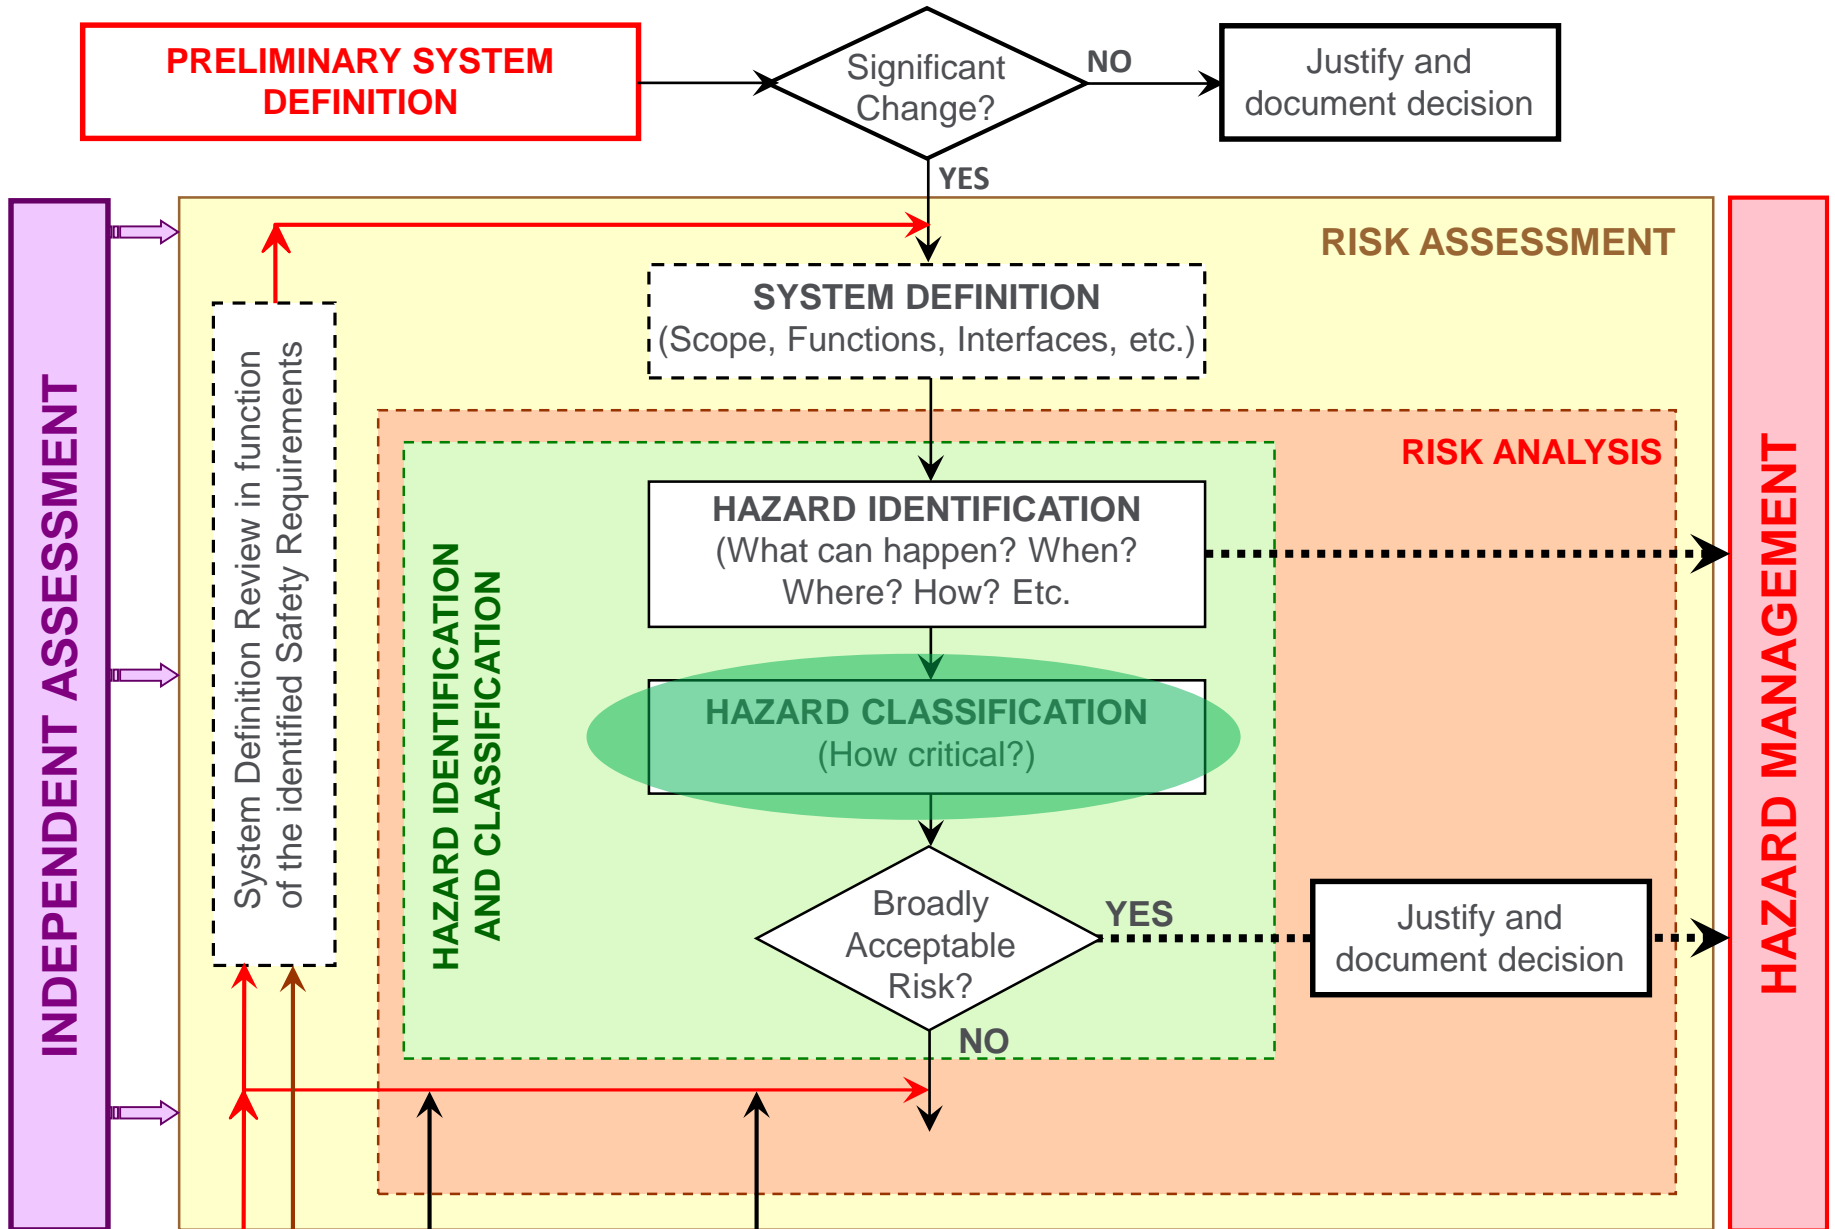 PRELIMINARY SYSTEM
DEFINITION
Significant
Change?
NO
Justify and
document decision
YES
INDEPENDENT ASSESSMENT
RISK ASSESSMENT
SYSTEM DEFINITION
(Scope, Functions, Interfaces, etc.)
System Definition Review in function
of the identified Safety Requirements
RISK ANALYSIS
HAZARD IDENTIFICATION
AND CLASSIFICATION
HAZARD IDENTIFICATION
(What can happen? When?
Where? How? Etc.
HAZARD CLASSIFICATION
(How critical?)
Broadly
Acceptable
Risk?
YES
Justify and
document decision
NO
HAZARD MANAGEMENT